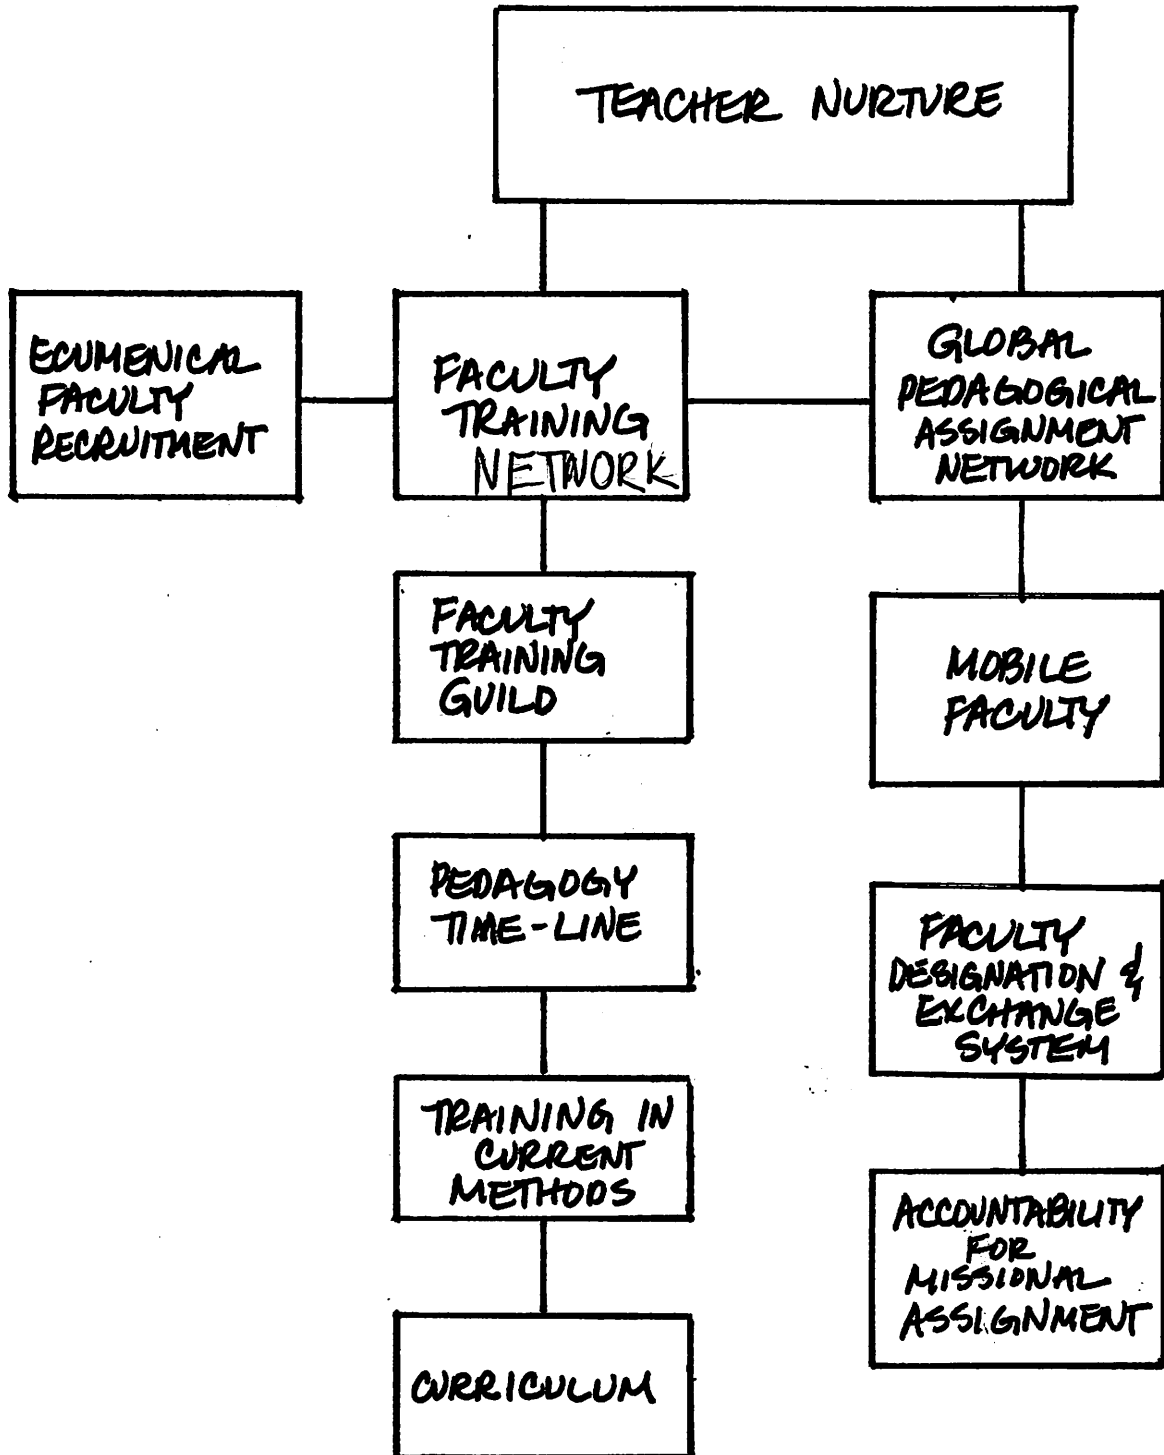 TEACHER NURTURE
ECUMENICAL
FACULTY
RECRUITMENT
FACULTY
TRAINING
NETWORK
GLOBAL
PEDAGOGICAL
ASSIGNMENT
NETWORK
FACULTY
TRAINING
GUILD
MOBILE
FACULTY
PEDAGOGY
TIME-LINE
FACULTY
DESIGNATION &
EXCHANGE
SYSTEM
TRAINING IN
CURRENT
METHODS
ACCOUNTABILITY
FOR
MISSIONAL
ASSIGNMENT
CURRICULUM